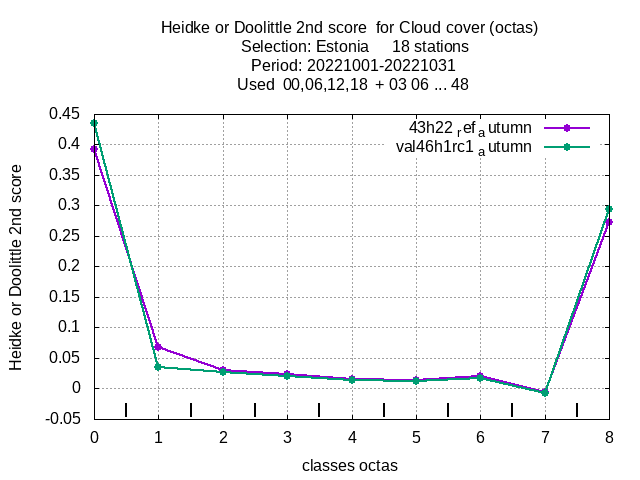 Heidke or Doolittle 2nd score  for Cloud cover (octas)
Selection: Estonia     18 stations
Period: 20221001-20221031
Used  00,06,12,18  + 03 06 ... 48
Heidke or Doolittle 2nd score
43h22 ref autumn
val46h1rc1 autumn
0.45
0.4
0.35
0.3
0.25
0.2
0.15
0.1
0.05
0
-0.05
0 1 2 3 4 5 6 7 8
classes octas